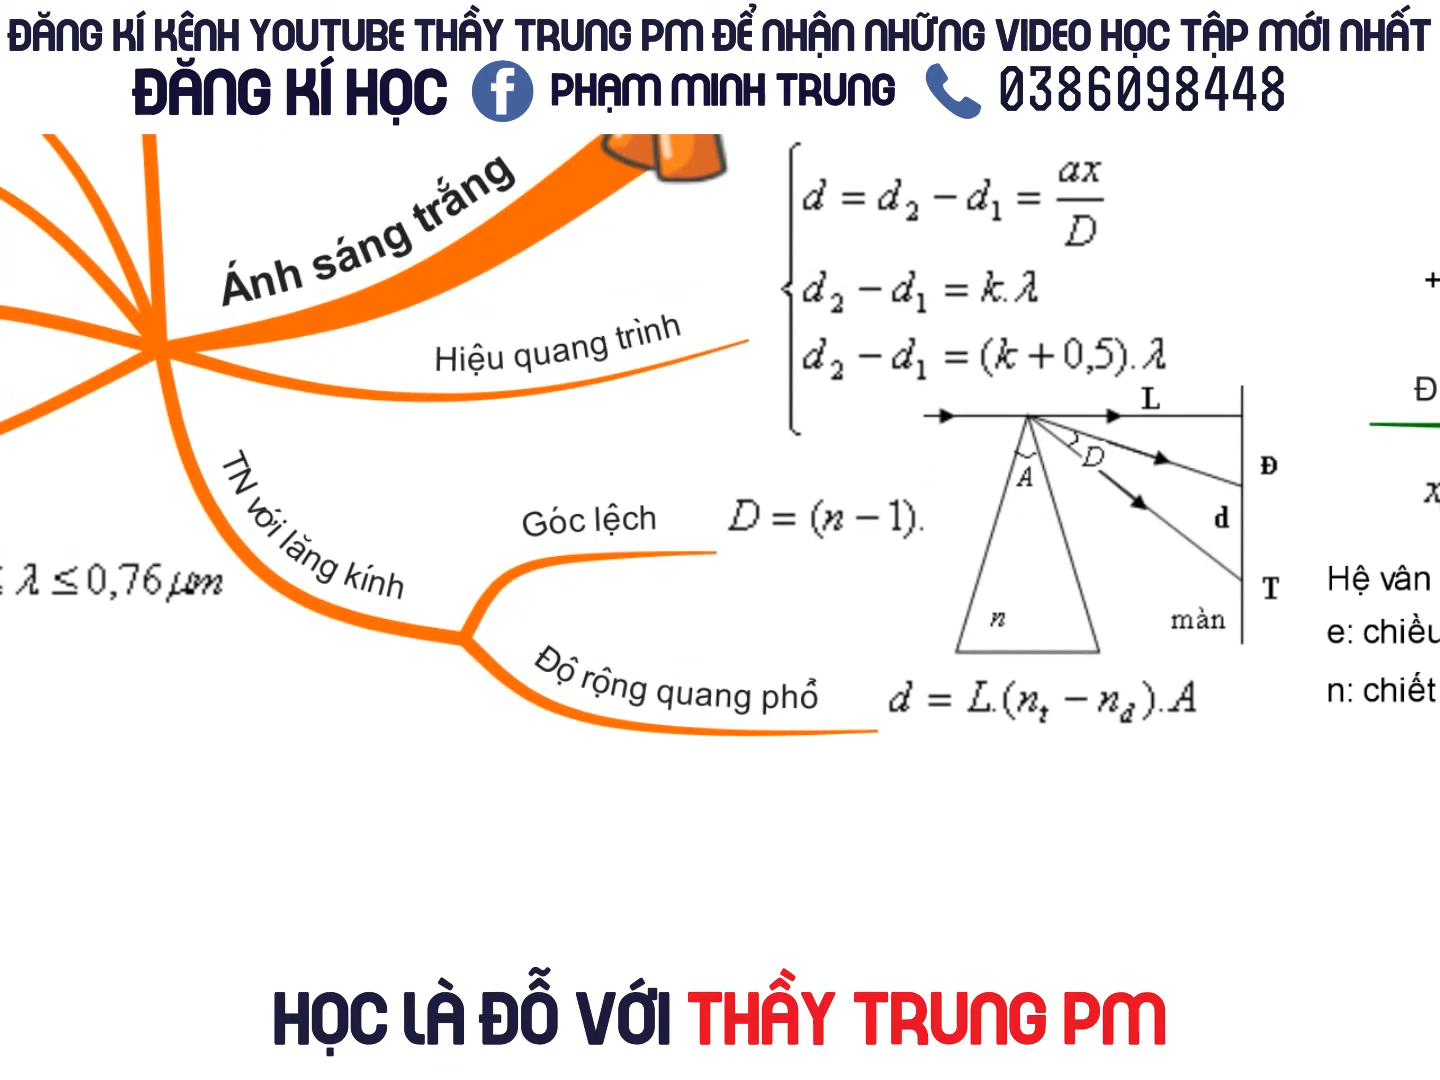 ĐĂNG KÍ KÊNH YOUTUBE THẦY TRUNG PM ĐỂ NHẬN NHỮNG VIDEO HỌC TẬP MỚI NHẤT
ĐĂNG KÍ HỌC f PHẠM MINH TRUNG 0386098448
Ánh sáng trắng
d = d₂ − d₁ = ax/D
d₂ − d₁ = k.λ
d₂ − d₁ = (k + 0,5).λ
Hiệu quang trình
+
L
Đ
D
A
Đ
d
T
n
màn
TN với lăng kính
Góc lệch
D = (n − 1).
λ ≤ 0,76 μm
Độ rộng quang phổ
d = L.(nₜ − n_d).A
x
Hệ vân
e: chiều
n: chiết
HỌC LÀ ĐỖ VỚI THẦY TRUNG PM